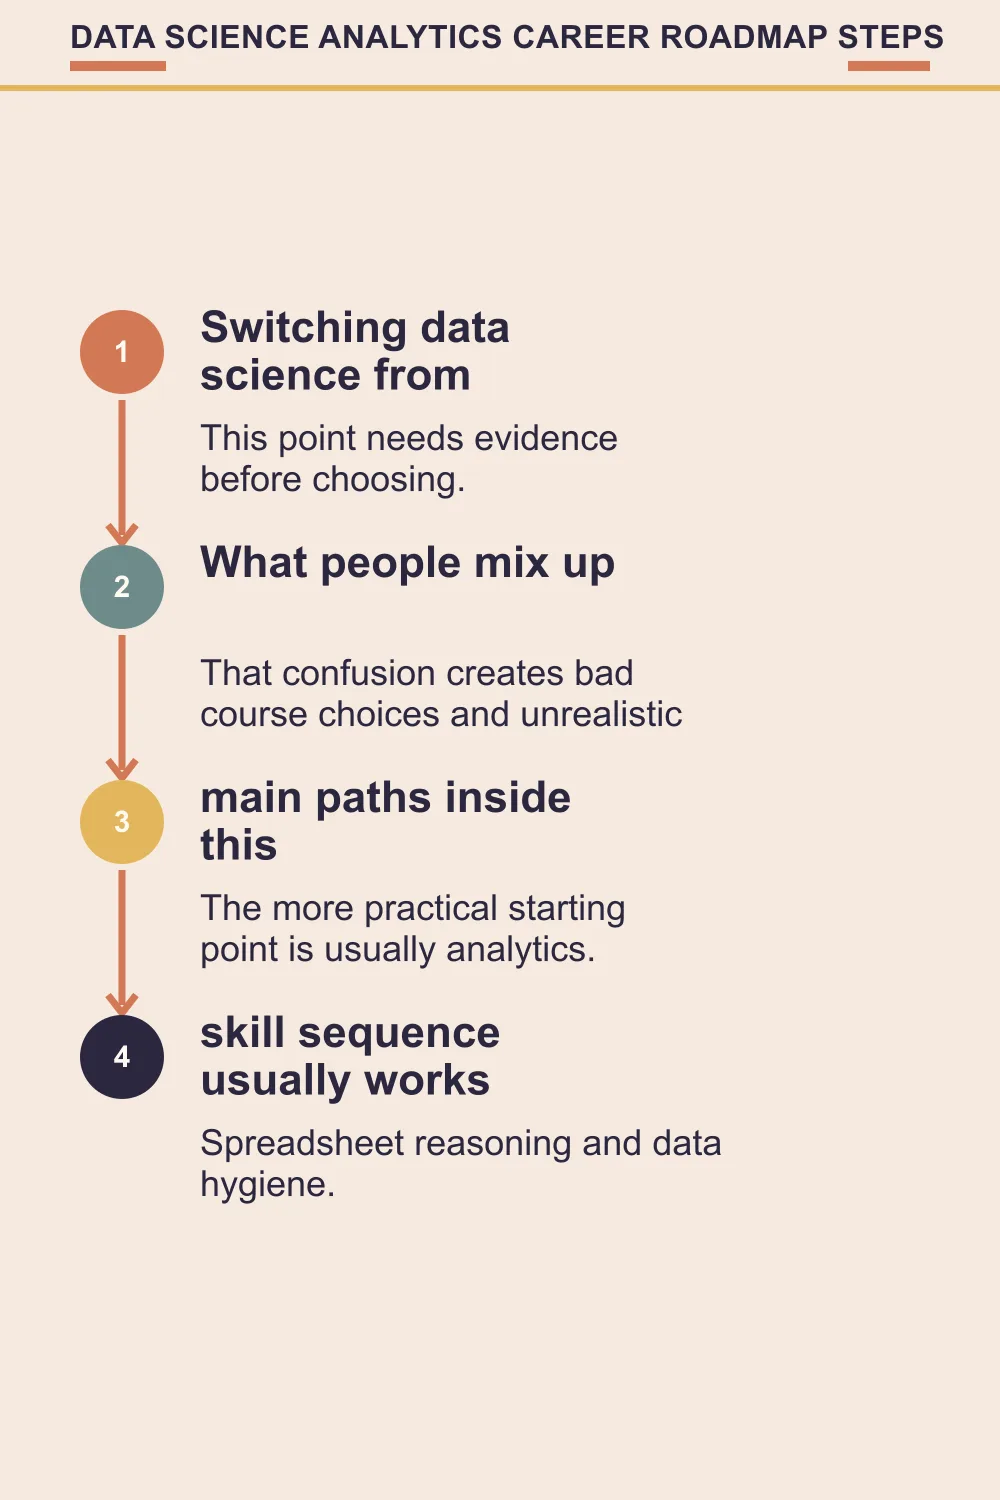 DATA SCIENCE ANALYTICS CAREER ROADMAP STEPS
1
Switching data
science from
This point needs evidence
before choosing.
2
What people mix up
That confusion creates bad
course choices and unrealistic
3
main paths inside
this
The more practical starting
point is usually analytics.
4
skill sequence
usually works
Spreadsheet reasoning and data
hygiene.